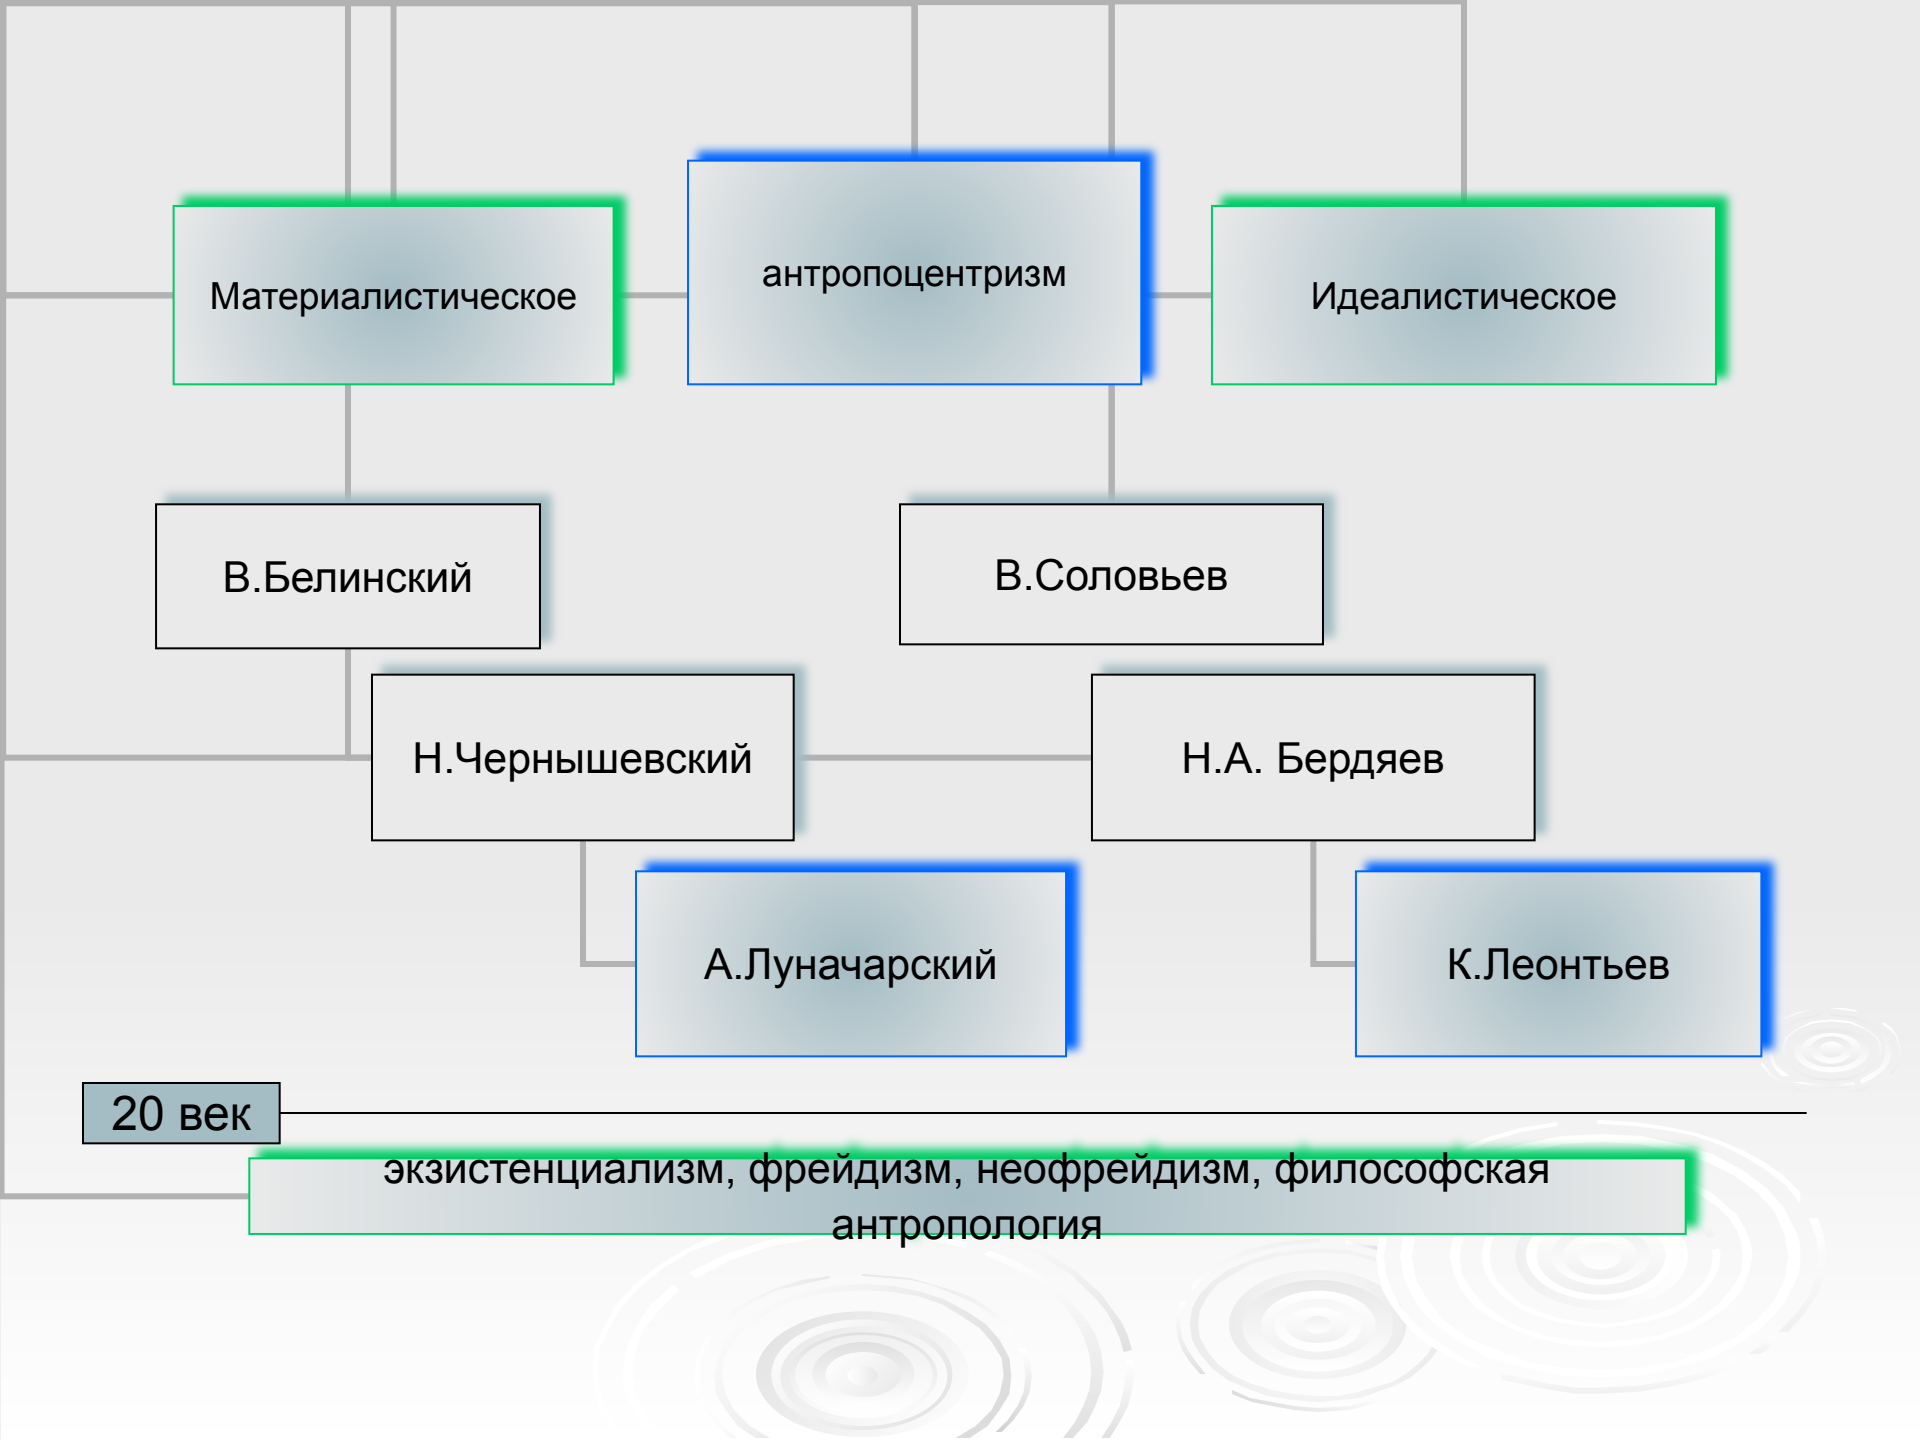 Материалистическое
антропоцентризм
Идеалистическое
В.Белинский
В.Соловьев
Н.Чернышевский
Н.А. Бердяев
А.Луначарский
К.Леонтьев
20 век
экзистенциализм, фрейдизм, неофрейдизм, философская
антропология